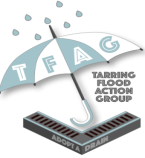 TFAG
TARRING
FLOOD
ACTION
GROUP
ADOPT A DRAIN